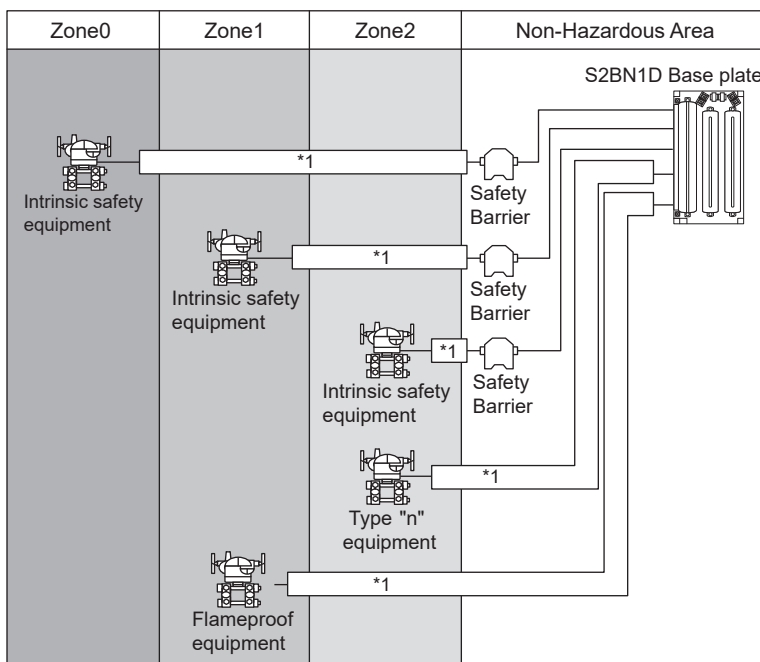 Zone0
Zone1
Zone2
Non-Hazardous Area
S2BN1D Base plate
*1
Intrinsic safety
equipment
Safety
Barrier
*1
Intrinsic safety
equipment
Safety
Barrier
*1
Intrinsic safety
equipment
Safety
Barrier
*1
Type "n"
equipment
*1
Flameproof
equipment